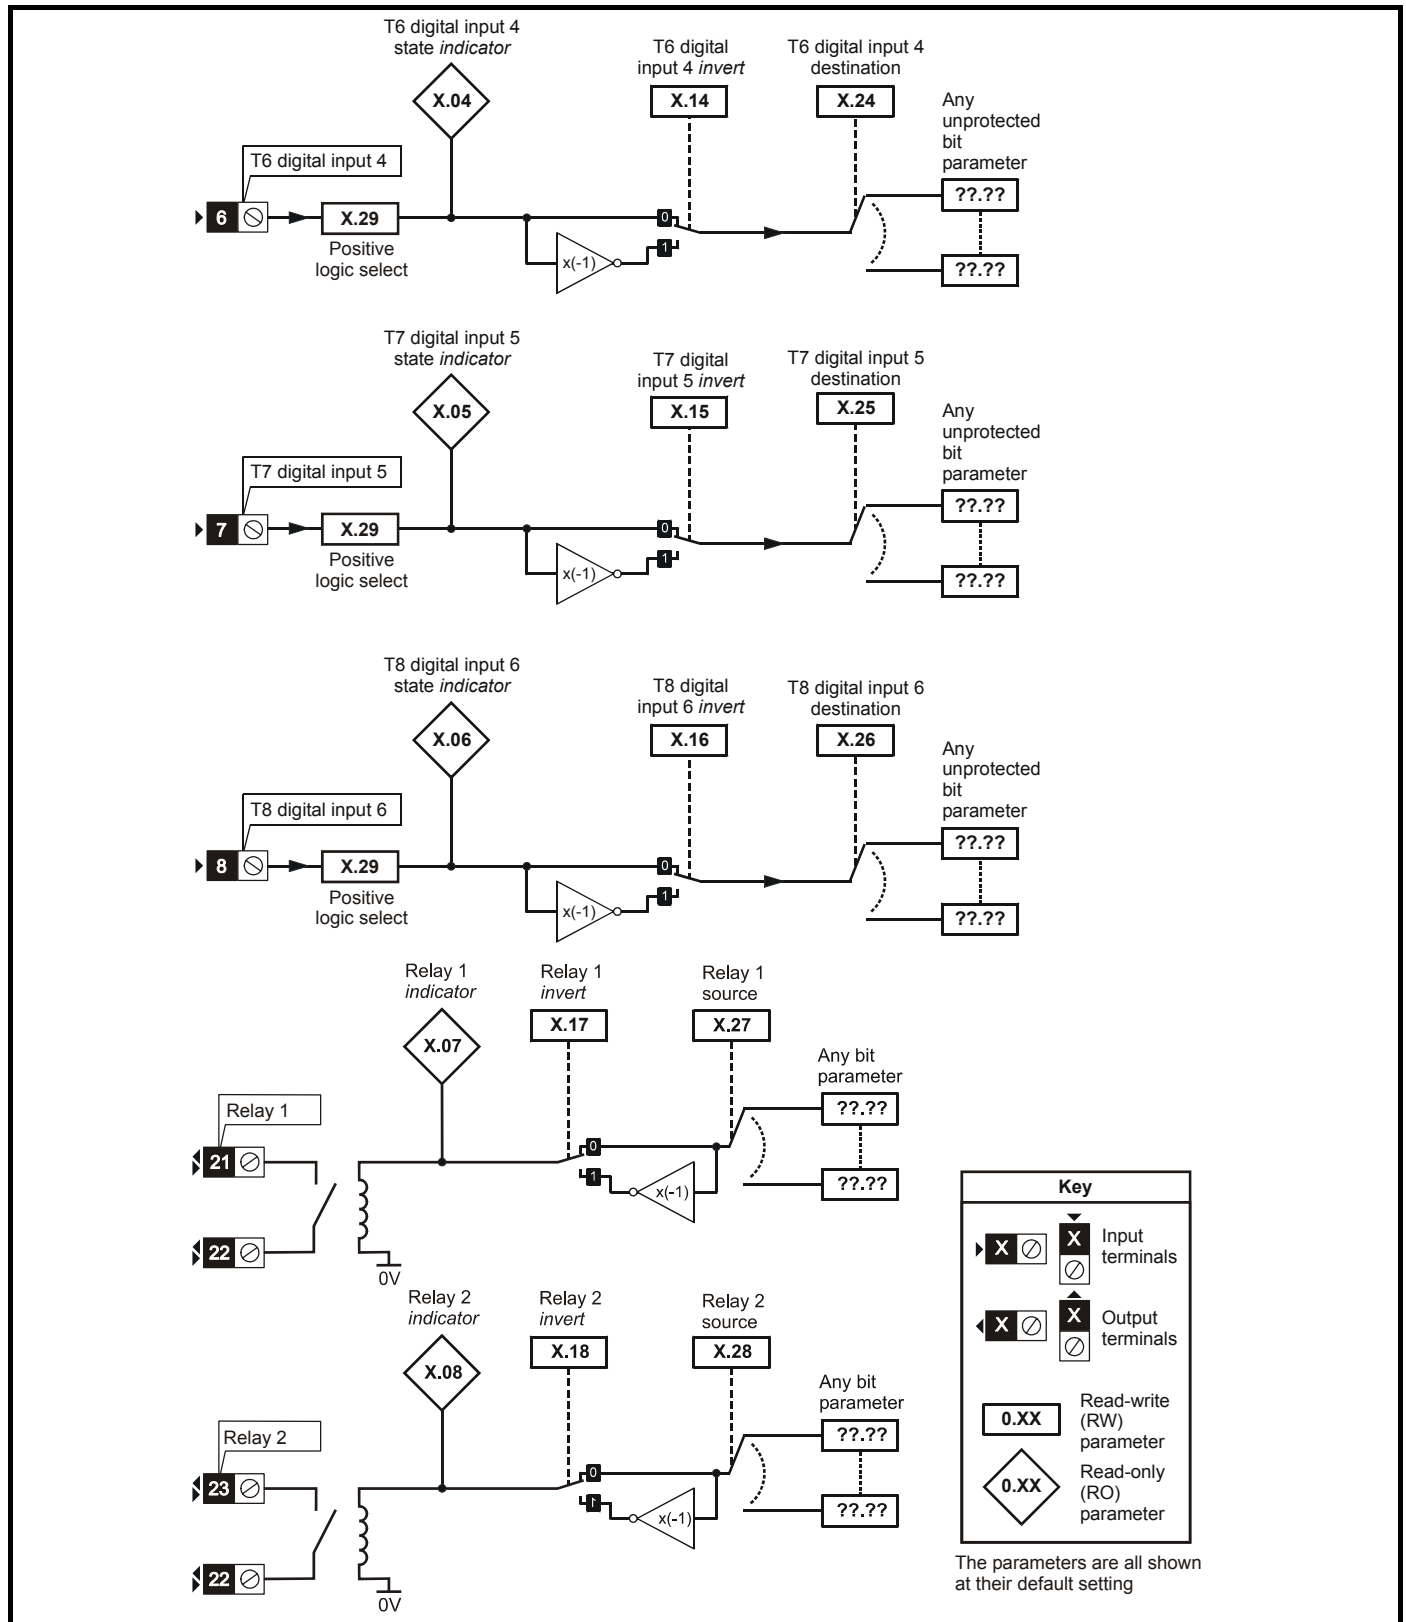 T6 digital input 4
state indicator
X.04
T6 digital
input 4 invert
X.14
T6 digital input 4
destination
X.24
Any
unprotected
bit
parameter
??.??
??.??
T6 digital input 4
6
X.29
Positive
logic select
0
1
x(-1)
T7 digital input 5
state indicator
X.05
T7 digital
input 5 invert
X.15
T7 digital input 5
destination
X.25
Any
unprotected
bit
parameter
??.??
??.??
T7 digital input 5
7
X.29
Positive
logic select
0
1
x(-1)
T8 digital input 6
state indicator
X.06
T8 digital
input 6 invert
X.16
T8 digital input 6
destination
X.26
Any
unprotected
bit
parameter
??.??
??.??
T8 digital input 6
8
X.29
Positive
logic select
0
1
x(-1)
Relay 1
indicator
X.07
Relay 1
invert
X.17
Relay 1
source
X.27
Any bit
parameter
??.??
??.??
Relay 1
21
22
0V
0
1
x(-1)
Relay 2
indicator
X.08
Relay 2
invert
X.18
Relay 2
source
X.28
Any bit
parameter
??.??
??.??
Relay 2
23
22
0V
0
1
x(-1)
Key
X
X
Input
terminals
X
X
Output
terminals
0.XX
Read-write
(RW)
parameter
0.XX
Read-only
(RO)
parameter
The parameters are all shown
at their default setting